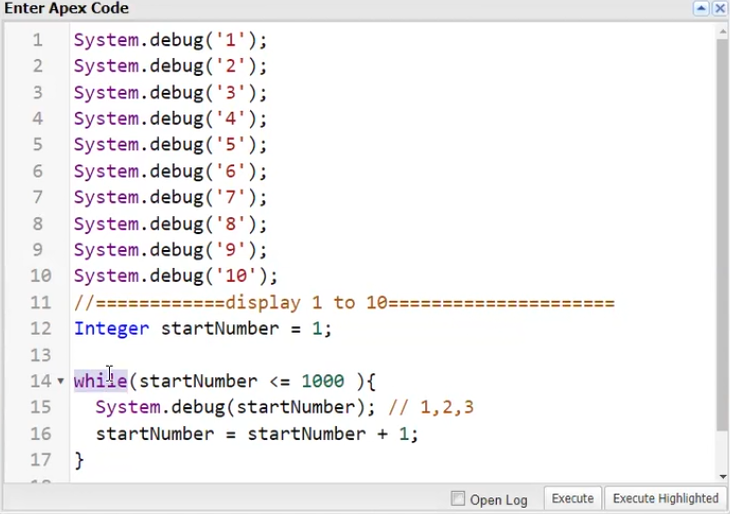 Enter Apex Code
1 System.debug('1');
2 System.debug('2');
3 System.debug('3');
4 System.debug('4');
5 System.debug('5');
6 System.debug('6');
7 System.debug('7');
8 System.debug('8');
9 System.debug('9');
10 System.debug('10');
11 //============display 1 to 10=====================
12 Integer startNumber = 1;
13
14 while(startNumber <= 1000 ){
15 System.debug(startNumber); // 1,2,3
16 startNumber = startNumber + 1;
17 }
Open Log Execute Execute Highlighted